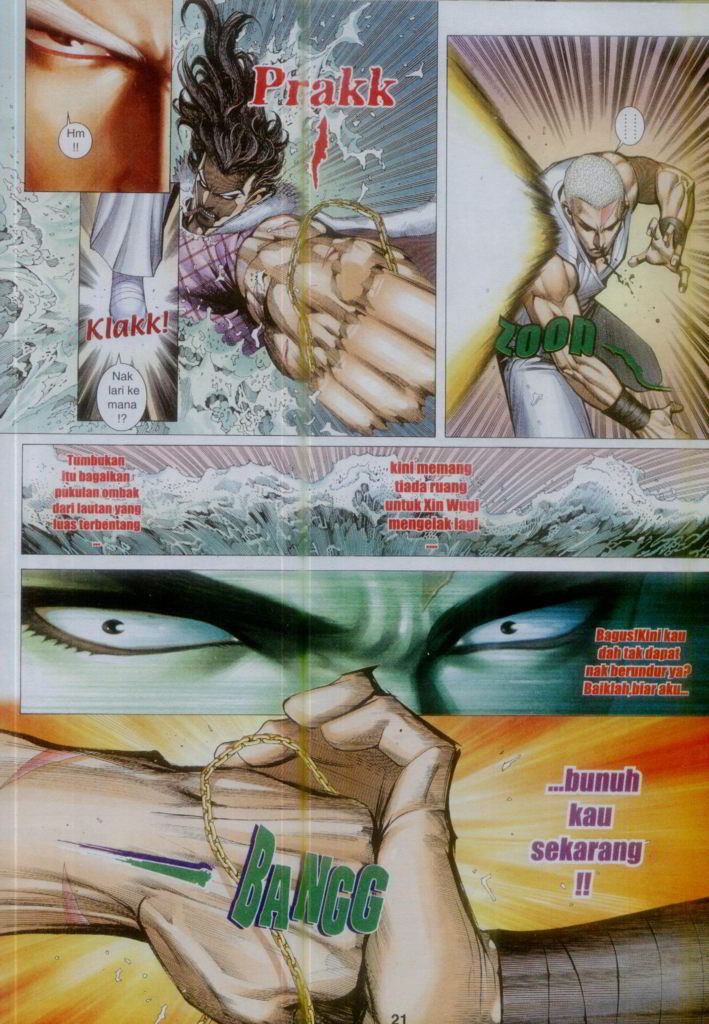 Hm
!!
Prakk
!
Klakk!
Nak
lari ke
mana
!?
......
ZOOP
Tumbukan
itu bagaikan
pukulan ombak
dari lautan yang
luas terbentang
...
kini memang
tiada ruang
untuk Xin Wugi
mengelak lagi
....
Bagus!Kini kau
dah tak dapat
nak berundur ya?
Baiklah,biar aku...
...bunuh
kau
sekarang
!!
BANGG
21